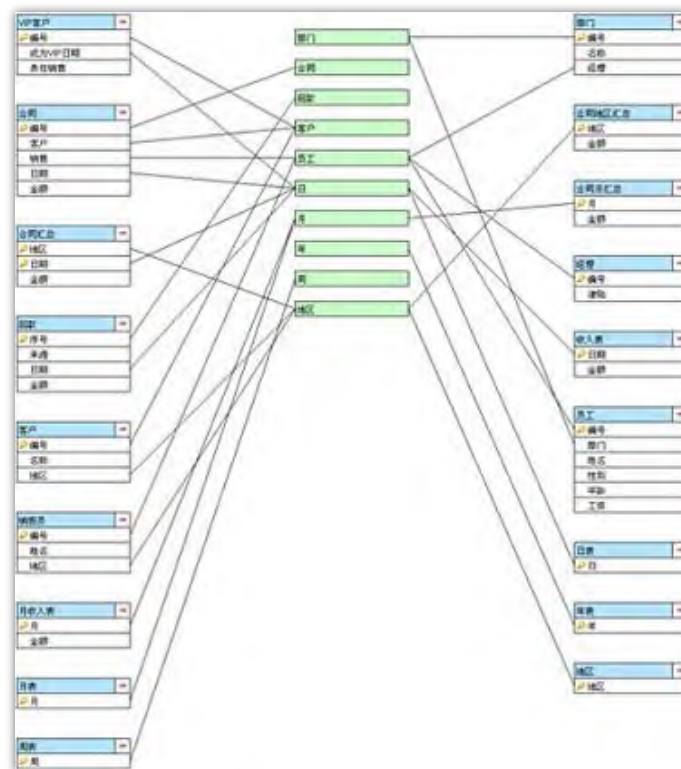 VIP客户
编号
成为VIP日期
责任销售
合同
编号
客户
销售
日期
金额
合同汇总
地区
日期
金额
回款
序号
来源
日期
金额
客户
编号
名称
地区
销售员
编号
姓名
地区
月收入表
月
金额
月表
月
周表
周
部门
合同
回款
客户
员工
日
月
年
周
地区
部门
编号
名称
经理
合同地区汇总
地区
金额
合同月汇总
月
金额
经理
编号
津贴
收入表
日期
金额
员工
编号
部门
姓名
性别
年龄
工资
日表
日
年表
年
地区
地区